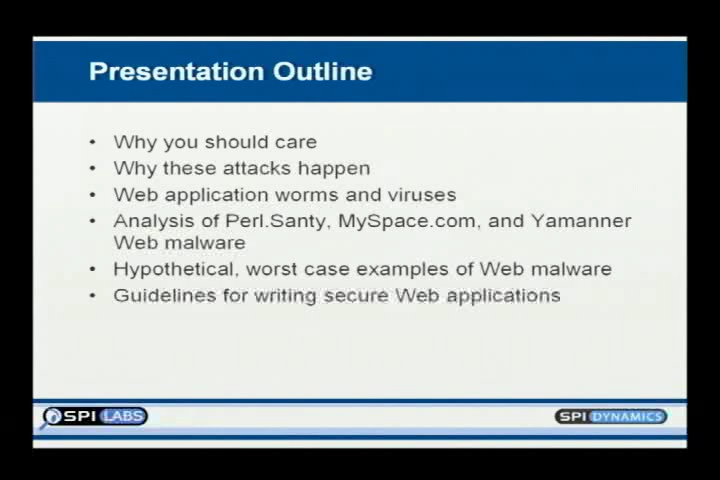 Presentation Outline
• Why you should care
• Why these attacks happen
• Web application worms and viruses
• Analysis of Perl.Santy, MySpace.com, and Yamanner
Web malware
• Hypothetical, worst case examples of Web malware
• Guidelines for writing secure Web applications
SPI LABS
SPI DYNAMICS